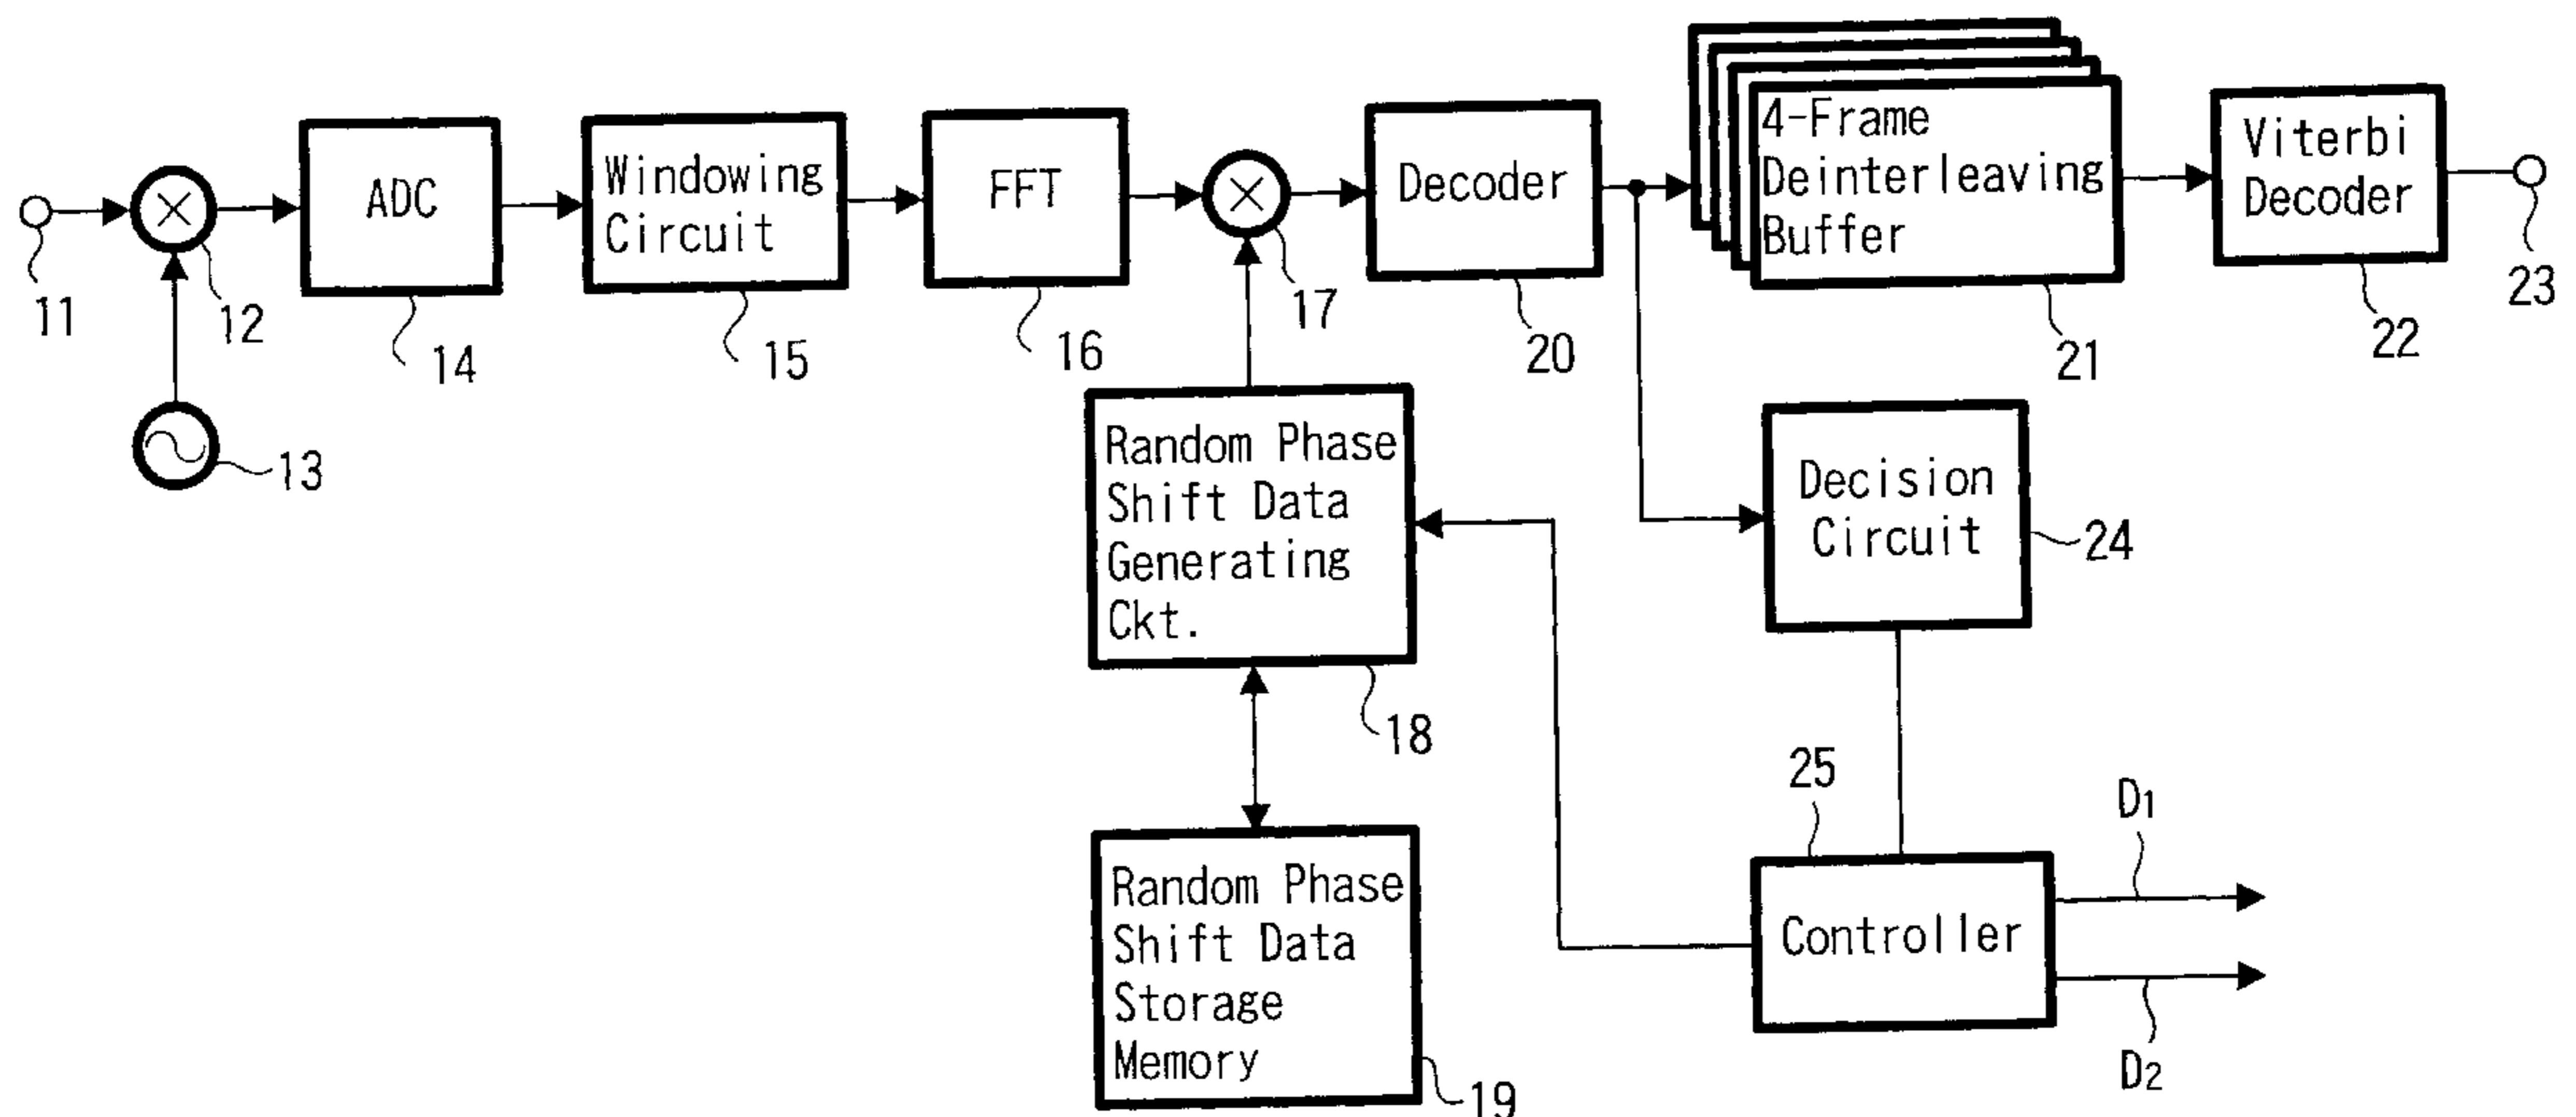 ADC
Windowing
Circuit
FFT
Decoder
4-Frame
Deinterleaving
Buffer
Viterbi
Decoder
11
12
13
14
15
16
17
20
21
22
23
Random Phase
Shift Data
Generating
Ckt.
18
Decision
Circuit
24
Random Phase
Shift Data
Storage
Memory
19
25
Controller
D1
D2